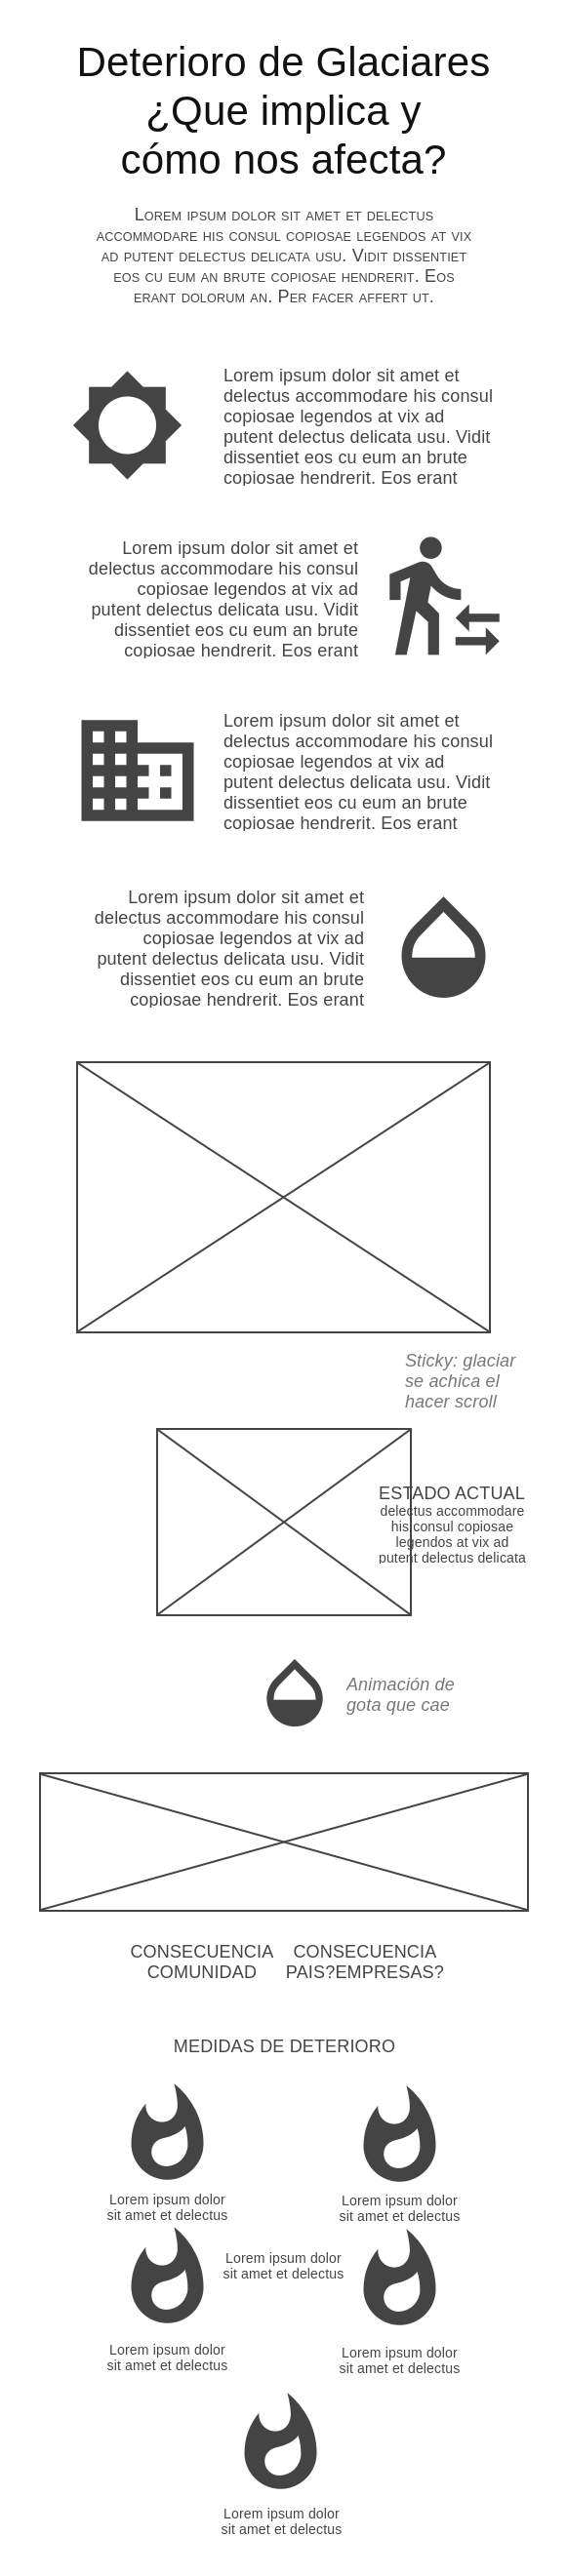 Deterioro de Glaciares
¿Que implica y
cómo nos afecta?
Lorem ipsum dolor sit amet et delectus
accommodare his consul copiosae legendos at vix
ad putent delectus delicata usu. Vidit dissentiet
eos cu eum an brute copiosae hendrerit. Eos
erant dolorum an. Per facer affert ut.
Lorem ipsum dolor sit amet et
delectus accommodare his consul
copiosae legendos at vix ad
putent delectus delicata usu. Vidit
dissentiet eos cu eum an brute
copiosae hendrerit. Eos erant
Lorem ipsum dolor sit amet et
delectus accommodare his consul
copiosae legendos at vix ad
putent delectus delicata usu. Vidit
dissentiet eos cu eum an brute
copiosae hendrerit. Eos erant
Lorem ipsum dolor sit amet et
delectus accommodare his consul
copiosae legendos at vix ad
putent delectus delicata usu. Vidit
dissentiet eos cu eum an brute
copiosae hendrerit. Eos erant
Lorem ipsum dolor sit amet et
delectus accommodare his consul
copiosae legendos at vix ad
putent delectus delicata usu. Vidit
dissentiet eos cu eum an brute
copiosae hendrerit. Eos erant
Sticky: glaciar
se achica el
hacer scroll
ESTADO ACTUAL
delectus accommodare
his consul copiosae
legendos at vix ad
putent delectus delicata
Animación de
gota que cae
CONSECUENCIA
COMUNIDAD
CONSECUENCIA
PAIS?EMPRESAS?
MEDIDAS DE DETERIORO
Lorem ipsum dolor
sit amet et delectus
Lorem ipsum dolor
sit amet et delectus
Lorem ipsum dolor
sit amet et delectus
Lorem ipsum dolor
sit amet et delectus
Lorem ipsum dolor
sit amet et delectus
Lorem ipsum dolor
sit amet et delectus